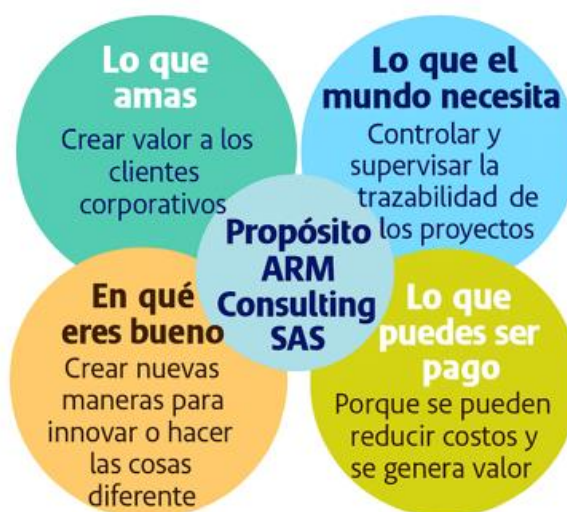 Lo que
amas
Crear valor a los
clientes
corporativos
Lo que el
mundo necesita
Controlar y
supervisar la
trazabilidad de
los proyectos
Propósito
ARM
Consulting
SAS
En qué
eres bueno
Crear nuevas
maneras para
innovar o hacer
las cosas
diferente
Lo que
puedes ser
pago
Porque se pueden
reducir costos y
se genera valor